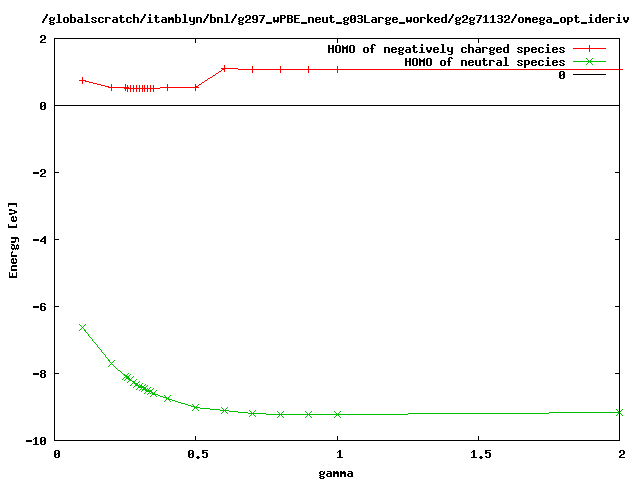 /globalscratch/itamblyn/bnl/g297_wPBE_neut_g03Large_worked/g2g71132/omega_opt_ideriv
HOMO of negatively charged species
HOMO of neutral species
0
2
0
-2
-4
-6
-8
-10
Energy [eV]
0 0.5 1 1.5 2
gamma